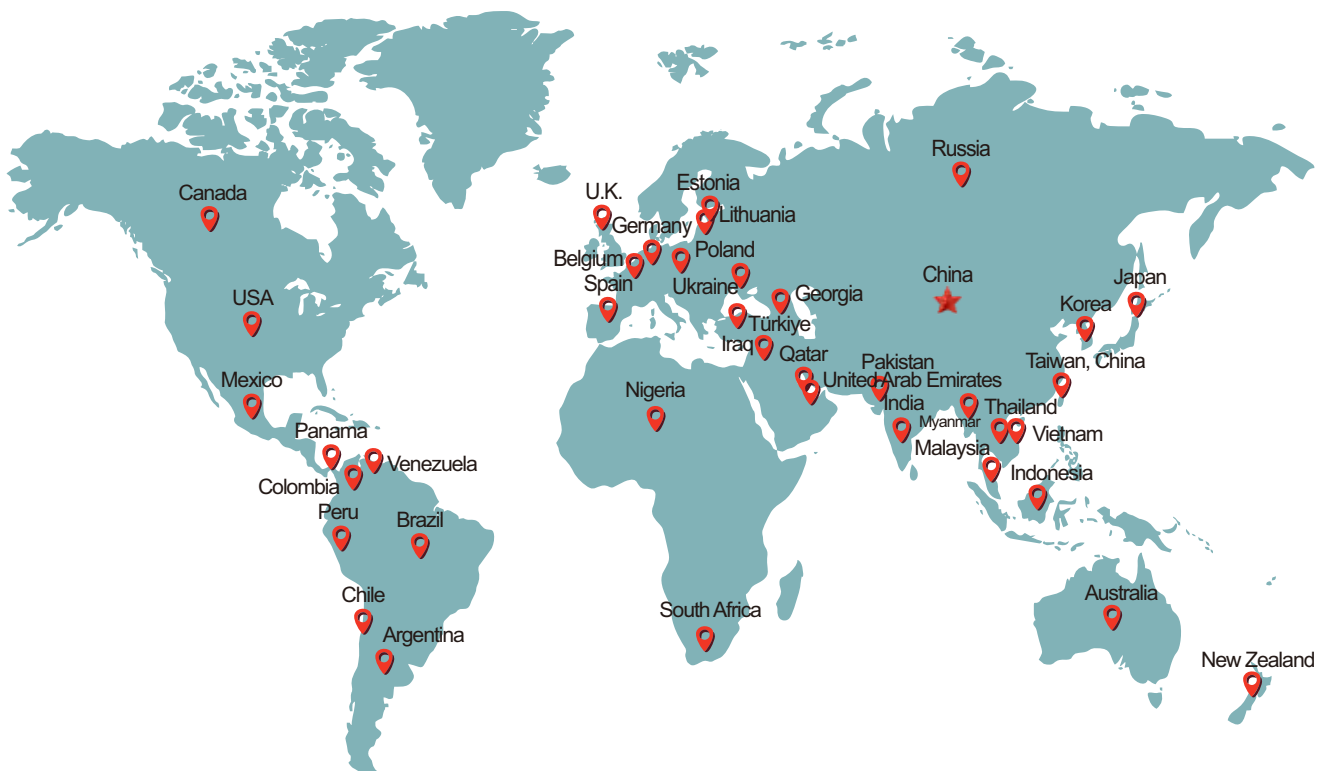 Canada
USA
Mexico
Panama
Venezuela
Colombia
Peru
Brazil
Chile
Argentina
U.K.
Estonia
Lithuania
Germany
Belgium
Poland
Spain
Ukraine
Georgia
Türkiye
Iraq
Qatar
United Arab Emirates
Nigeria
South Africa
Russia
China
Japan
Korea
Taiwan, China
Pakistan
India
Myanmar
Thailand
Vietnam
Malaysia
Indonesia
Australia
New Zealand